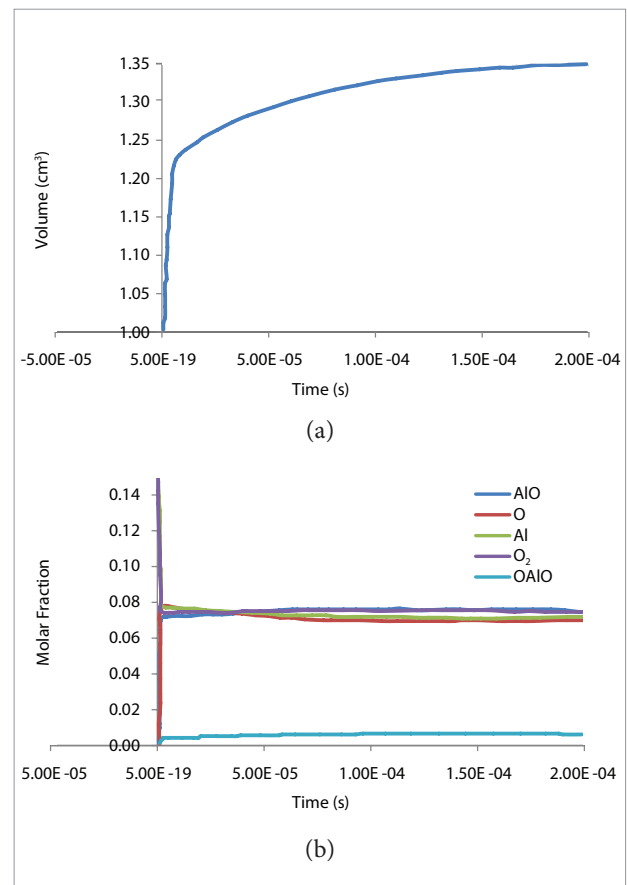 1.35
1.30
1.25
1.20
1.15
1.10
1.05
1.00
Volume (cm³)
-5.00E -05 5.00E -19 5.00E -05 1.00E -04 1.50E -04 2.00E -04
Time (s)
(a)
0.14
0.12
0.10
0.08
0.06
0.04
0.02
0.00
Molar Fraction
AlO
O
Al
O₂
OAlO
5.00E -05 5.00E -19 5.00E -05 1.00E -04 1.50E -04 2.00E -04
Time (s)
(b)